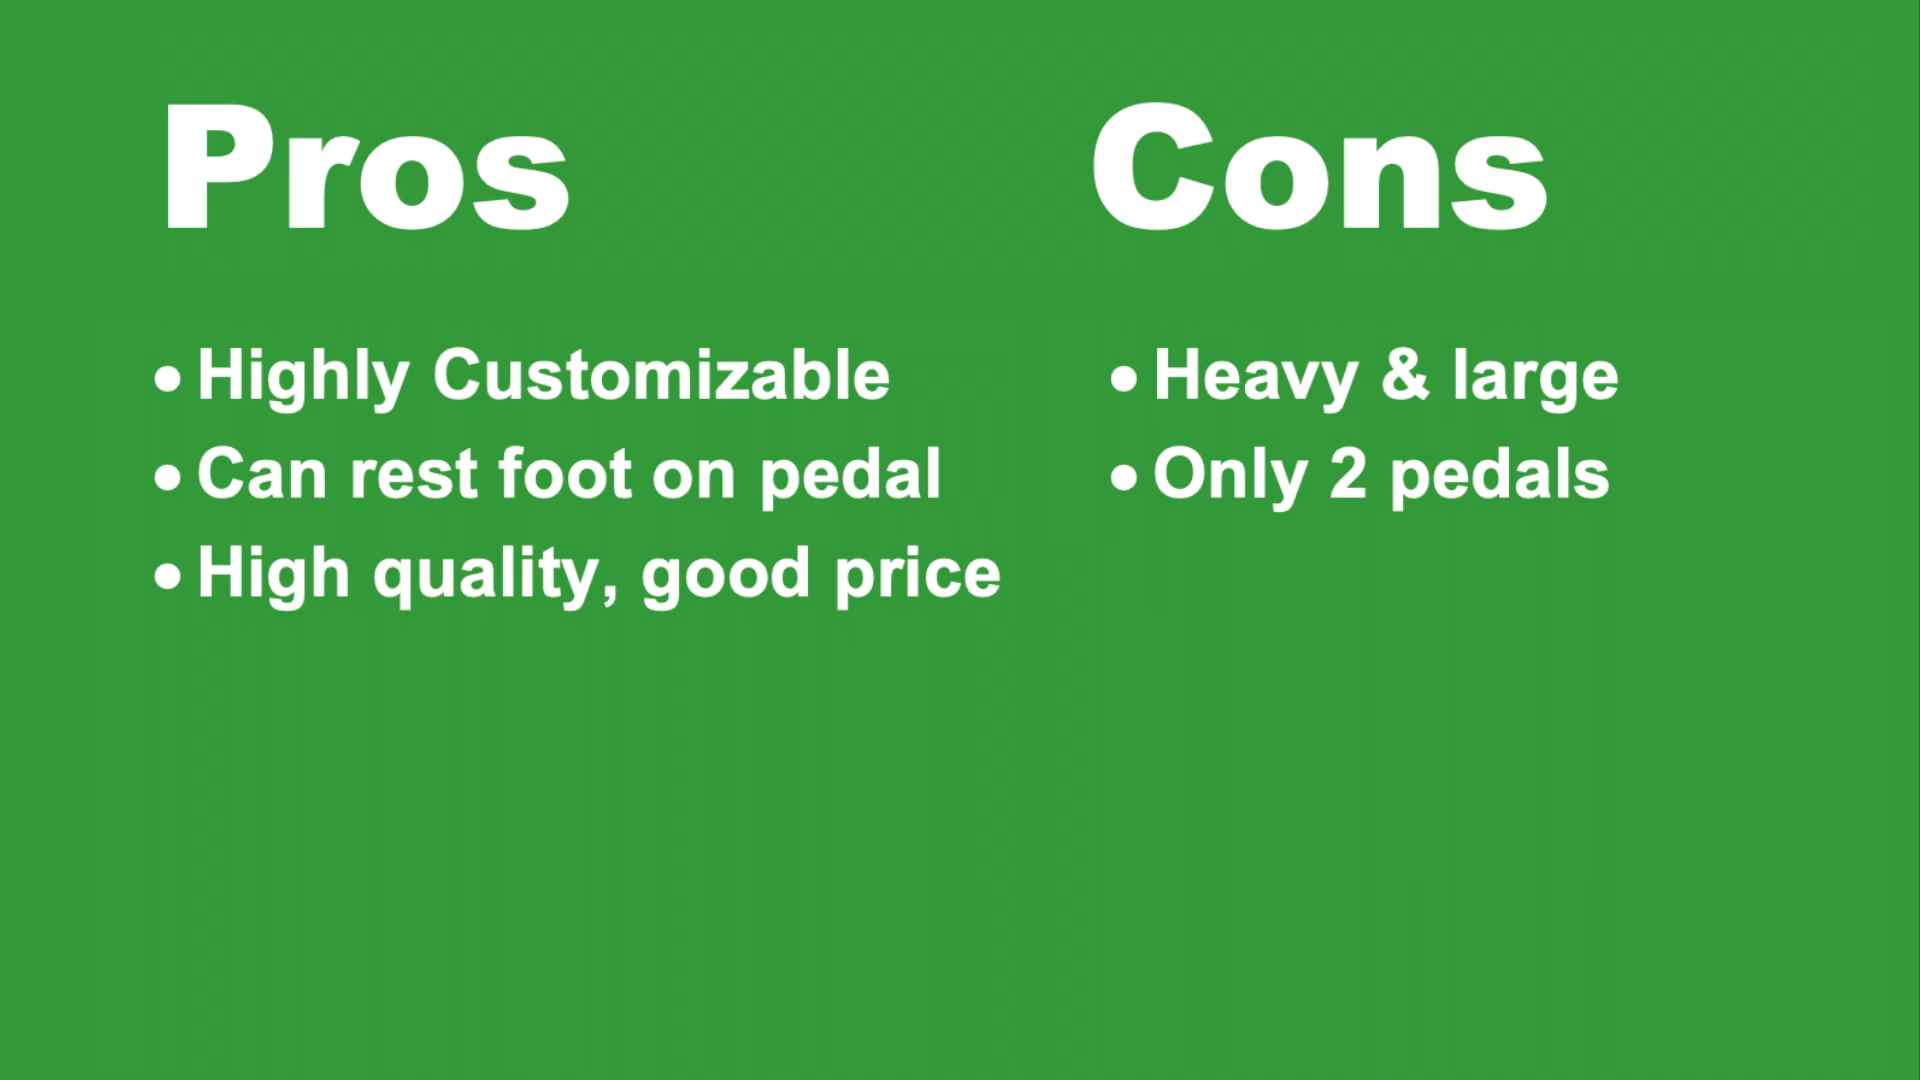 Pros
• Highly Customizable
• Can rest foot on pedal
• High quality, good price
Cons
• Heavy & large
• Only 2 pedals